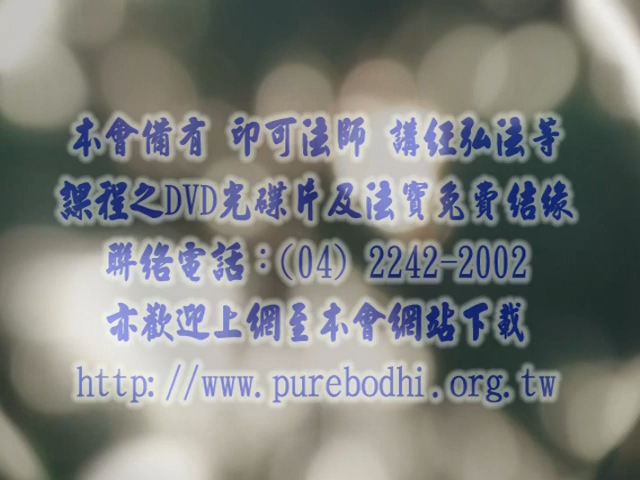 本會備有 印可法師 講經弘法等
課程之DVD光碟片及法寶免費結緣
聯絡電話：(04) 2242-2002
亦歡迎上網至本會網站下載
http://www.purebodhi.org.tw